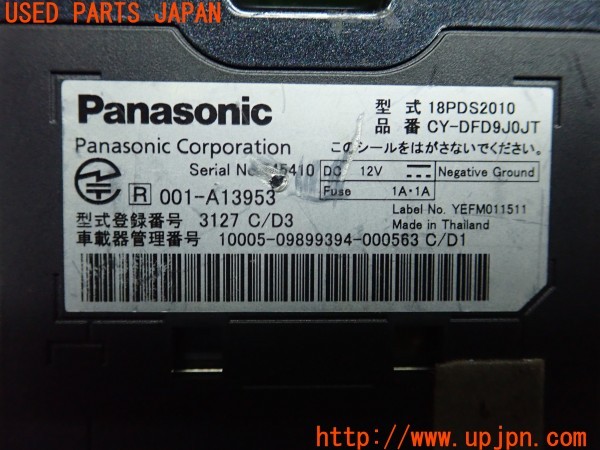 USED PARTS JAPAN
Panasonic
型 式 18PDS2010
品 番 CY-DFD9J0JT
Panasonic Corporation
このシールをはがさないでください。
Serial No. 5410
DC 12V
Negative Ground
Fuse 1A・1A
R 001-A13953
Label No. YEFM011511
Made in Thailand
型式登録番号 3127 C/D3
車載器管理番号 10005-09899394-000563 C/D1
http://www.upjpn.com/